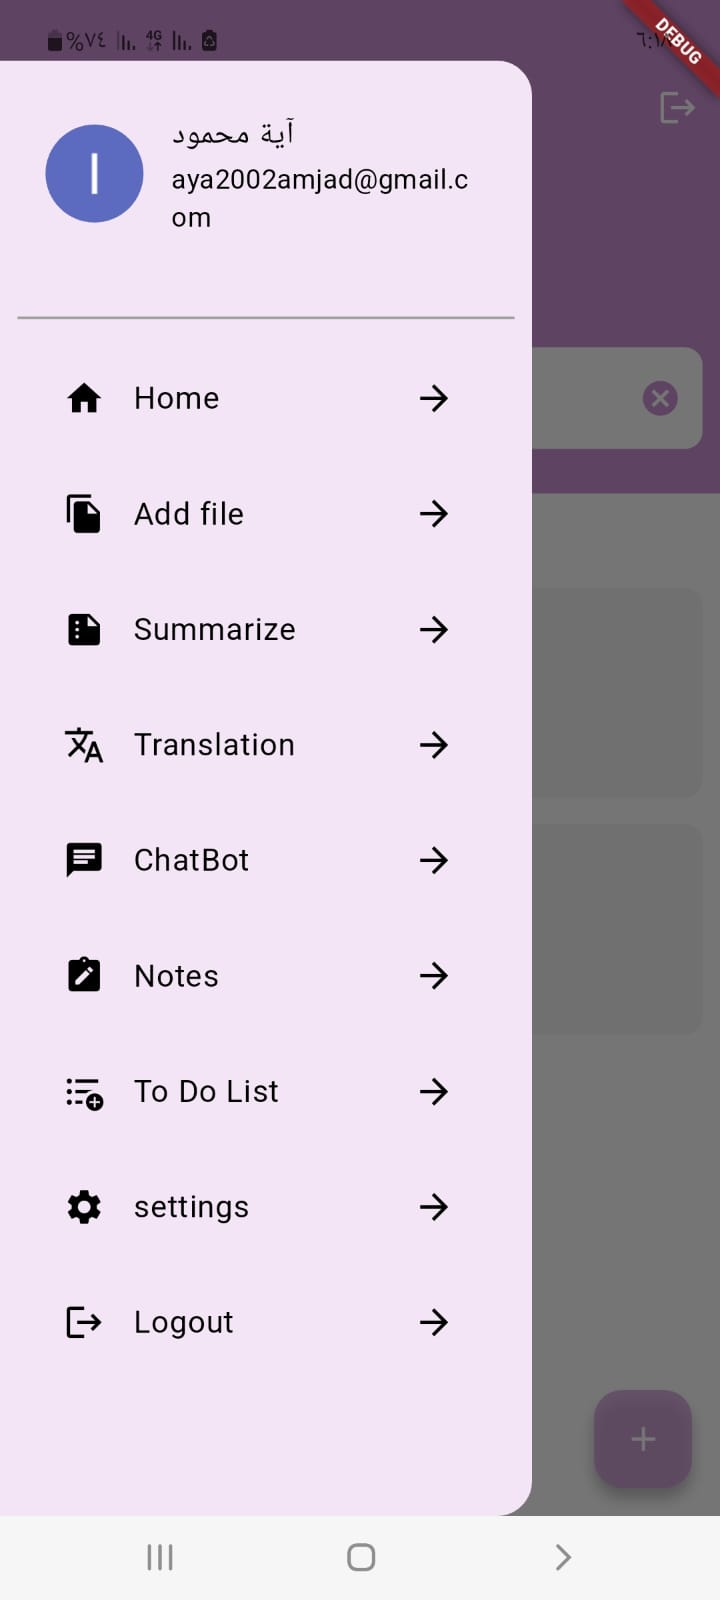 %٧٤ 4G
DEBUG
آية محمود
aya2002amjad@gmail.c
om
Home
Add file
Summarize
Translation
ChatBot
Notes
To Do List
settings
Logout